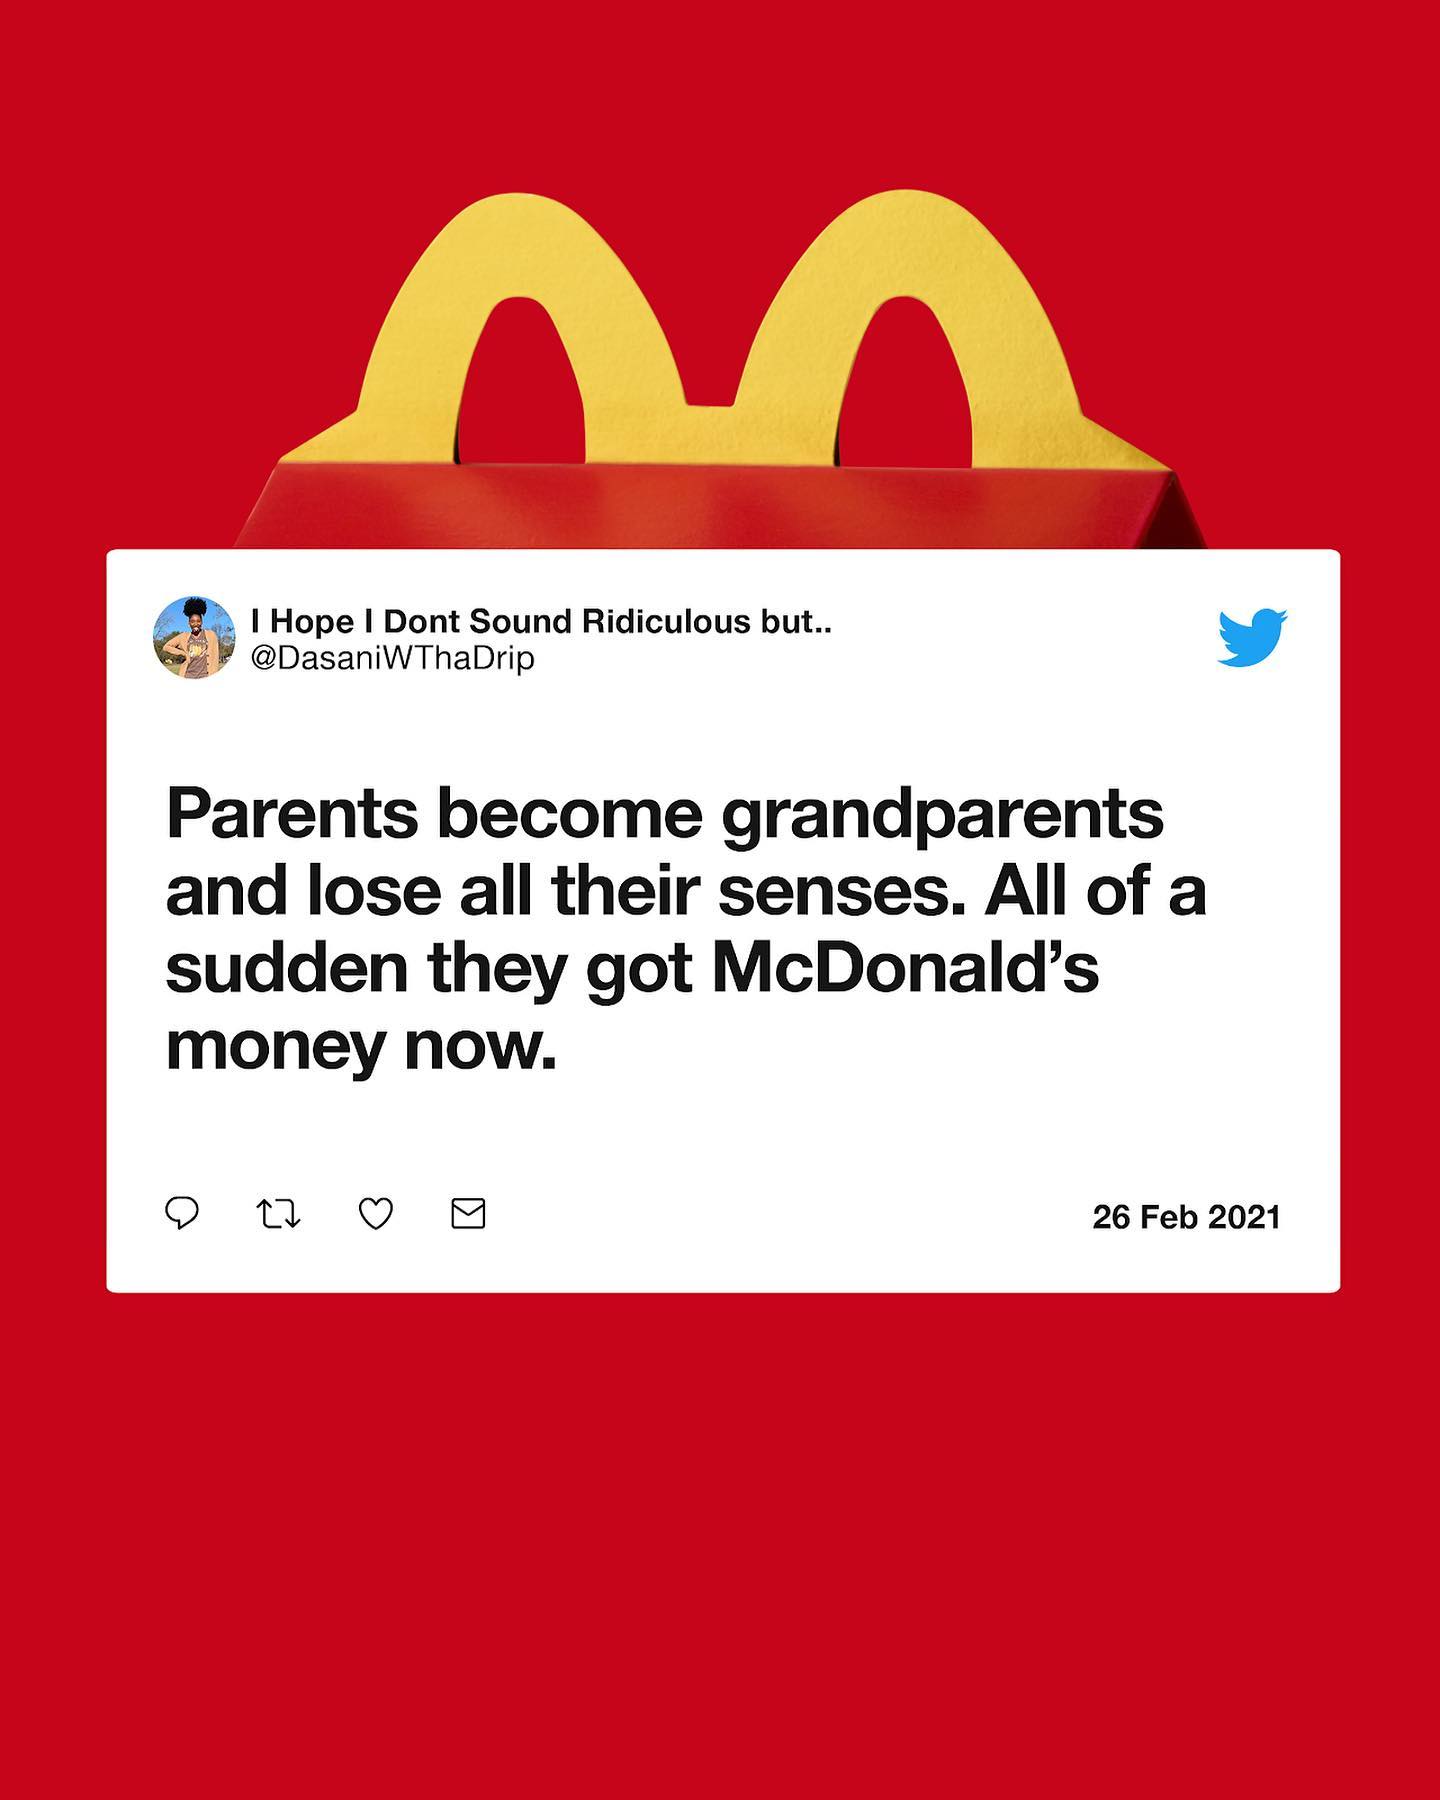 I Hope I Dont Sound Ridiculous but..
@DasaniWThaDrip
Parents become grandparents
and lose all their senses. All of a
sudden they got McDonald’s
money now.
26 Feb 2021